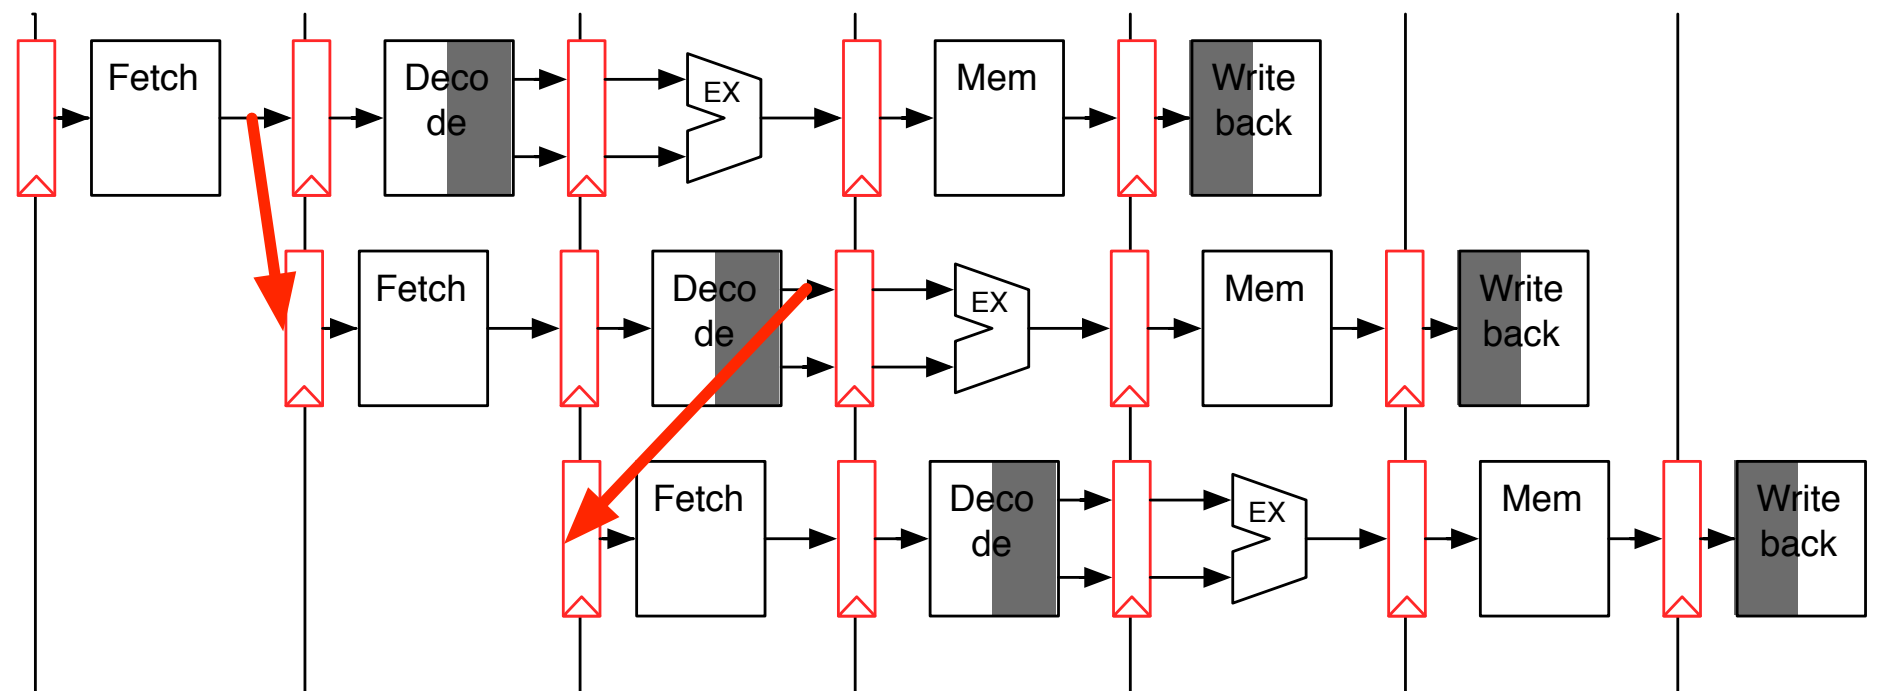 Fetch
Deco
de
EX
Mem
Write
back
Fetch
Deco
de
EX
Mem
Write
back
Fetch
Deco
de
EX
Mem
Write
back